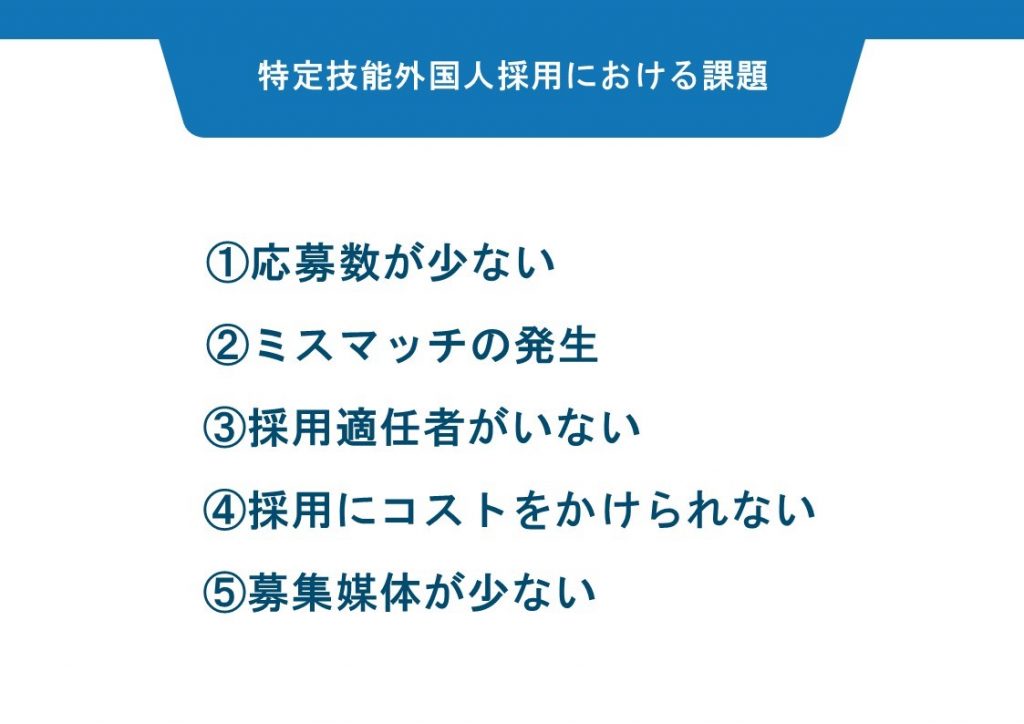 特定技能外国人採用における課題
①応募数が少ない
②ミスマッチの発生
③採用適任者がいない
④採用にコストをかけられない
⑤募集媒体が少ない